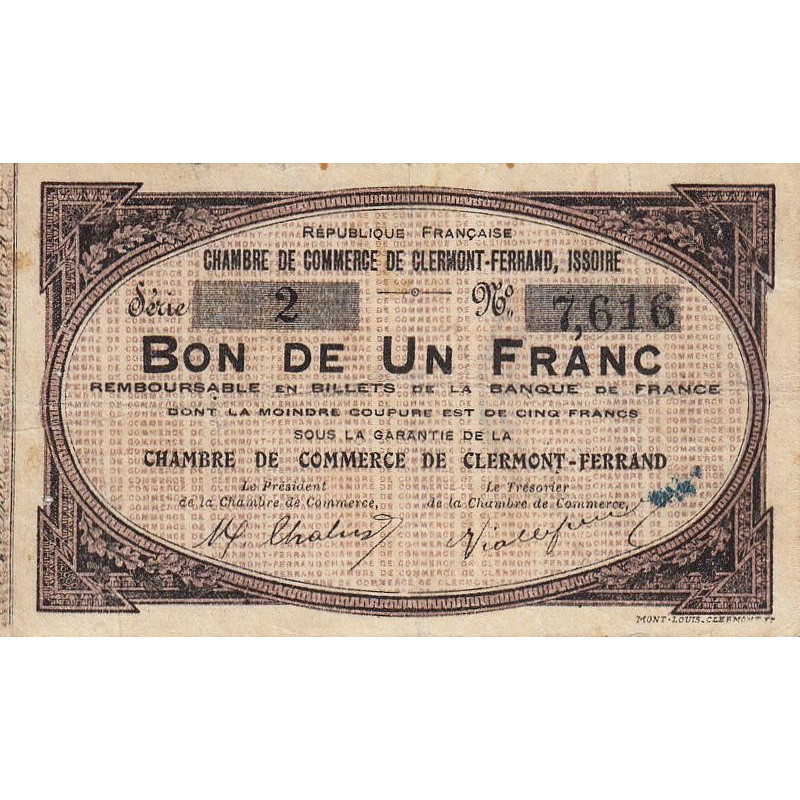 RÉPUBLIQUE FRANÇAISE
CHAMBRE DE COMMERCE DE CLERMONT-FERRAND, ISSOIRE
Série 2 No. 7,616
BON DE UN FRANC
REMBOURSABLE EN BILLETS DE LA BANQUE DE FRANCE
DONT LA MOINDRE COUPURE EST DE CINQ FRANCS
SOUS LA GARANTIE DE LA
CHAMBRE DE COMMERCE DE CLERMONT-FERRAND
Le Président Le Trésorier
de la Chambre de Commerce, de la Chambre de Commerce,
MONT-LOUIS_CLERMONT-FD